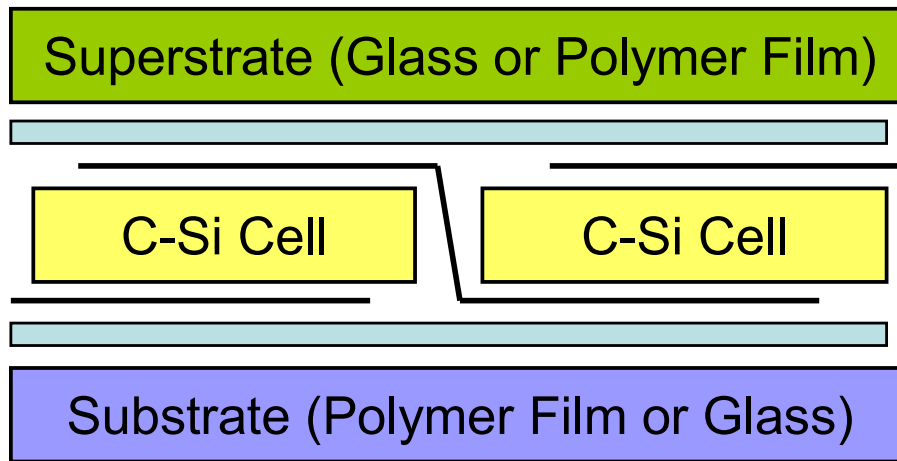 Superstrate (Glass or Polymer Film)
C-Si Cell
C-Si Cell
Substrate (Polymer Film or Glass)